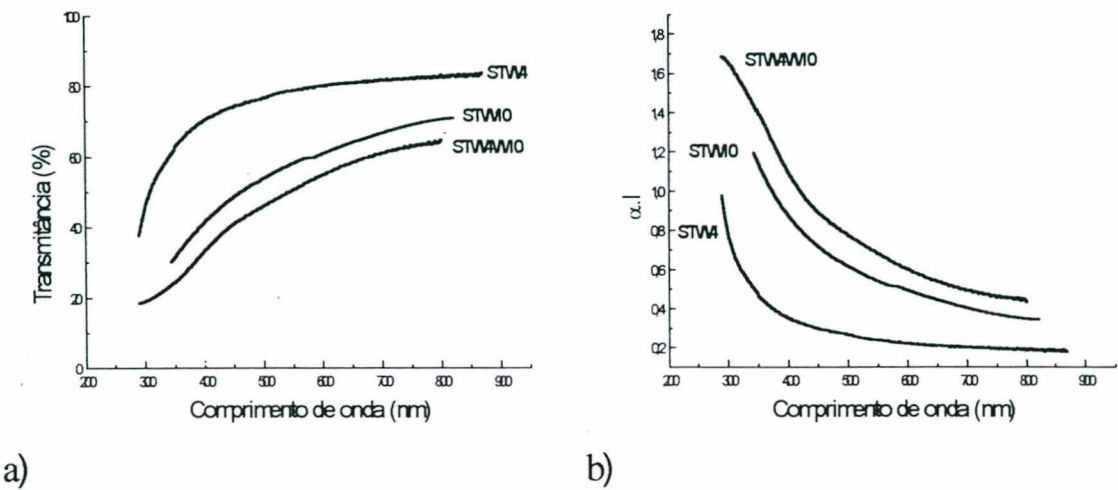 100
80
60
40
20
0
200 300 400 500 600 700 800 900
Transmitância (%)
Comprimento de onda (nm)
STW4
STW10
STW4W10
a)
1,8
1,6
1,4
1,2
1,0
0,8
0,6
0,4
0,2
200 300 400 500 600 700 800 900
α.l
Comprimento de onda (nm)
STW4W10
STW10
STW4
b)